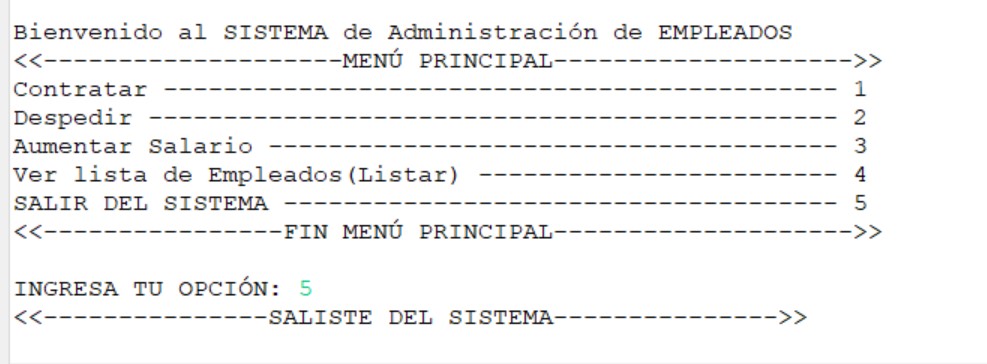 Bienvenido al SISTEMA de Administración de EMPLEADOS
<<--------------------MENÚ PRINCIPAL-------------------->>
Contratar --------------------------------------------- 1
Despedir ---------------------------------------------- 2
Aumentar Salario -------------------------------------- 3
Ver lista de Empleados(Listar) ------------------------ 4
SALIR DEL SISTEMA ------------------------------------- 5
<<----------------FIN MENÚ PRINCIPAL-------------------->>
INGRESA TU OPCIÓN: 5
<<---------------SALISTE DEL SISTEMA--------------->>